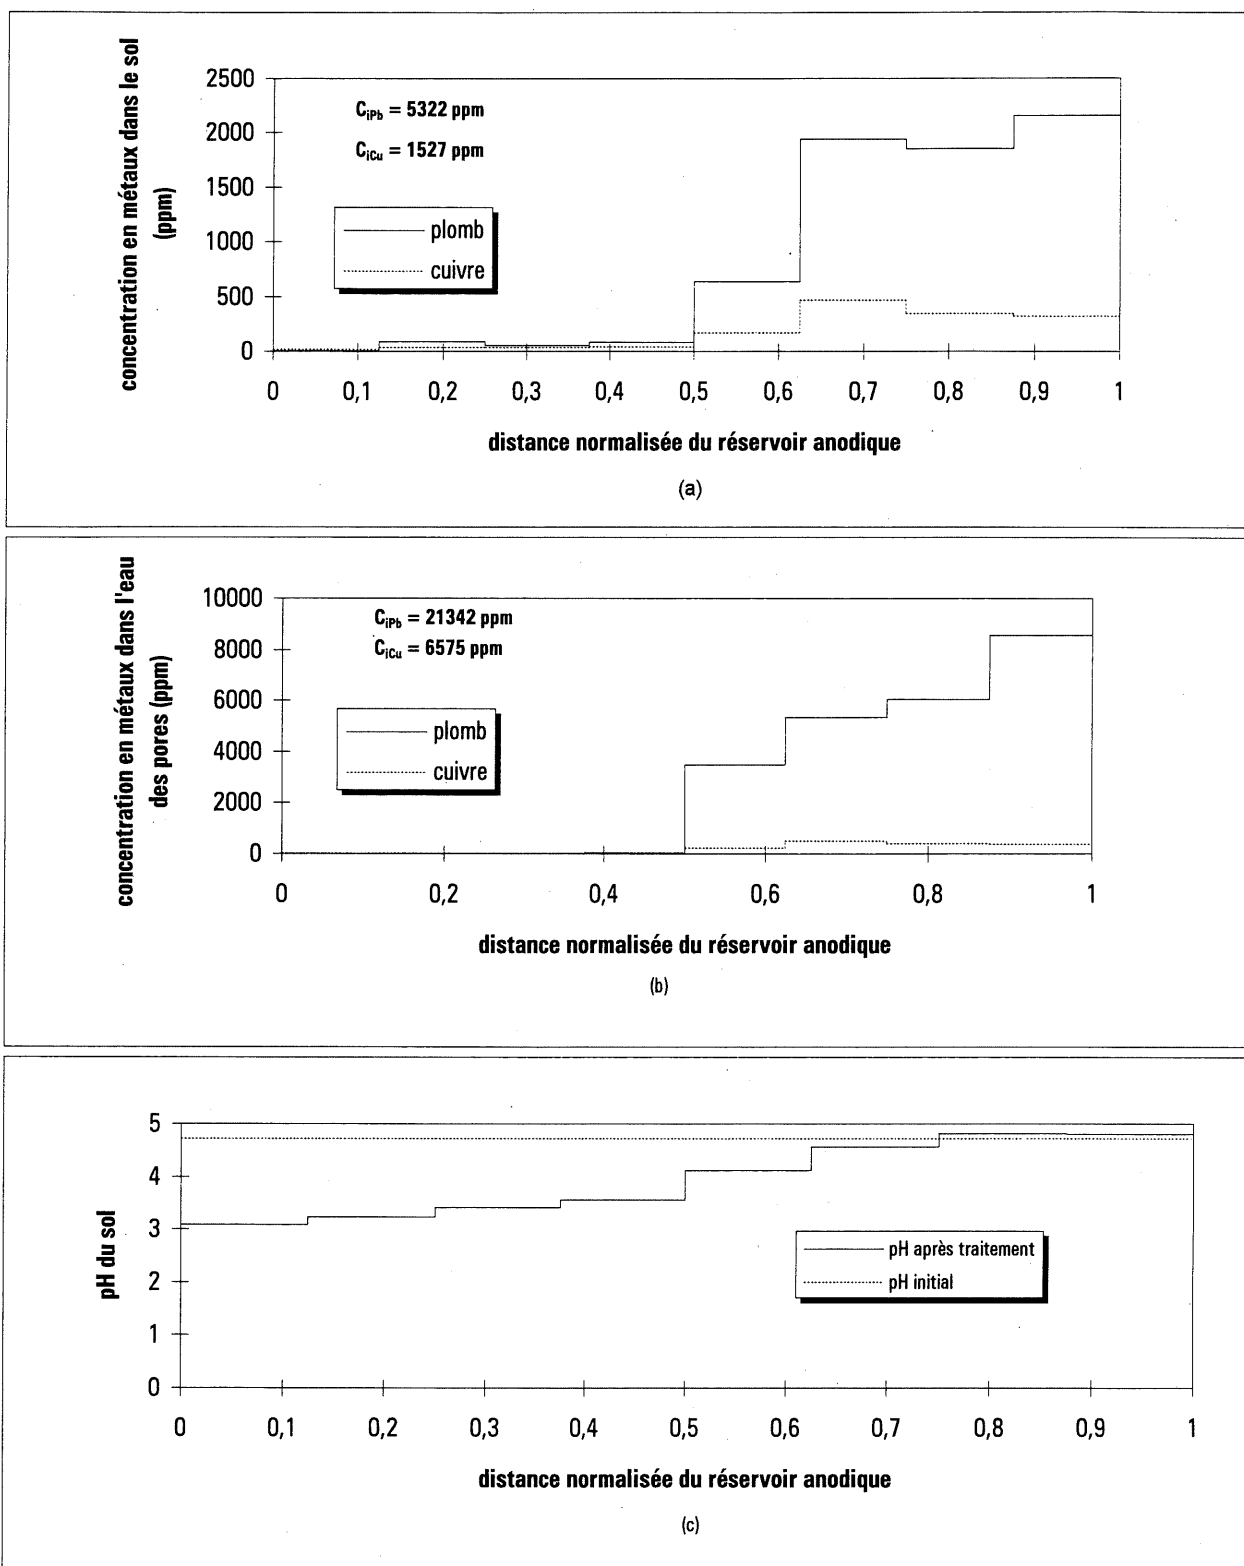 concentration en métaux dans le sol
(ppm)
2500
2000
1500
1000
500
0
C_iPb = 5322 ppm
C_iCu = 1527 ppm
plomb
cuivre
0 0,1 0,2 0,3 0,4 0,5 0,6 0,7 0,8 0,9 1
distance normalisée du réservoir anodique
(a)
concentration en métaux dans l'eau
des pores (ppm)
10000
8000
6000
4000
2000
0
C_iPb = 21342 ppm
C_iCu = 6575 ppm
plomb
cuivre
0 0,2 0,4 0,6 0,8 1
distance normalisée du réservoir anodique
(b)
pH du sol
5
4
3
2
1
0
pH après traitement
pH initial
0 0,1 0,2 0,3 0,4 0,5 0,6 0,7 0,8 0,9 1
distance normalisée du réservoir anodique
(c)